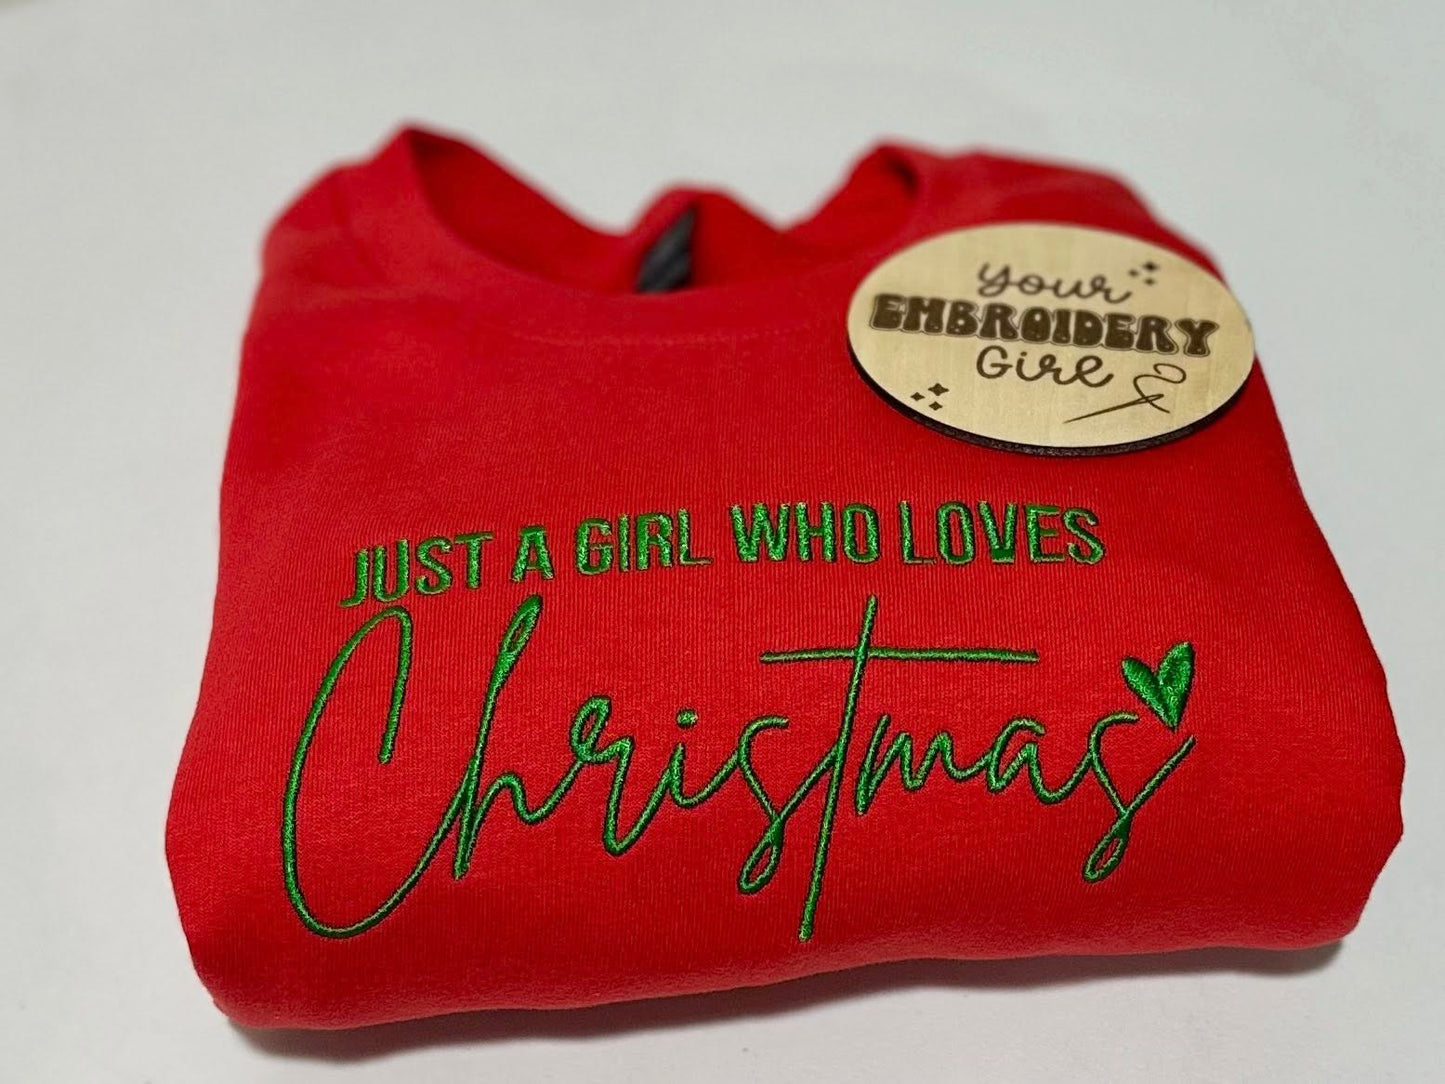 your
EMBROIDERY
Girl
JUST A GIRL WHO LOVES
Christmas